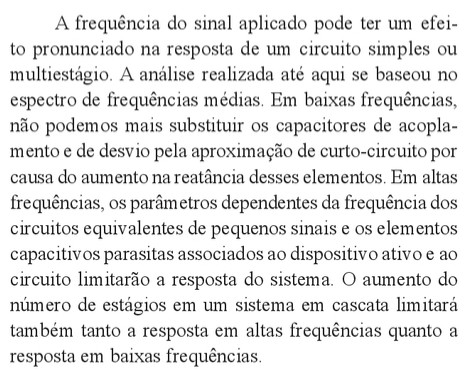 A frequência do sinal aplicado pode ter um efei-
to pronunciado na resposta de um circuito simples ou
multiestágio. A análise realizada até aqui se baseou no
espectro de frequências médias. Em baixas frequências,
não podemos mais substituir os capacitores de acopla-
mento e de desvio pela aproximação de curto-circuito por
causa do aumento na reatância desses elementos. Em altas
frequências, os parâmetros dependentes da frequência dos
circuitos equivalentes de pequenos sinais e os elementos
capacitivos parasitas associados ao dispositivo ativo e ao
circuito limitarão a resposta do sistema. O aumento do
número de estágios em um sistema em cascata limitará
também tanto a resposta em altas frequências quanto a
resposta em baixas frequências.